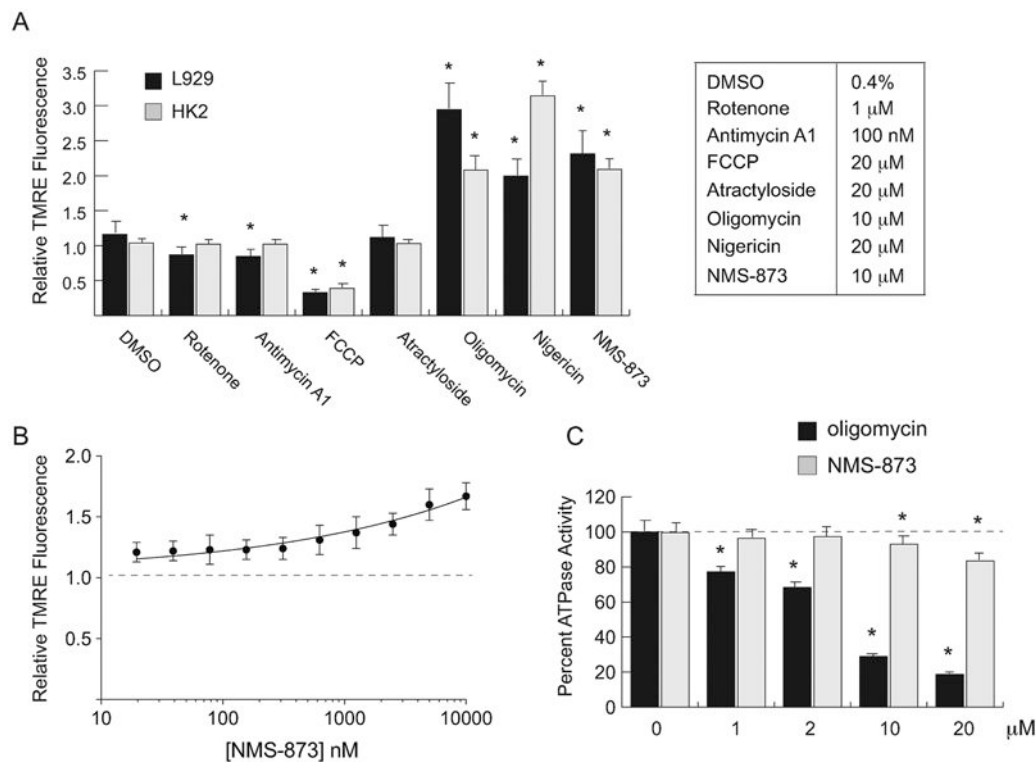 A
Relative TMRE Fluorescence
3.5
3.0
2.5
2.0
1.5
1.0
0.5
L929
HK2
* * * * * * * * * *
DMSO
Rotenone
Antimycin A1
FCCP
Atractyloside
Oligomycin
Nigericin
NMS-873
DMSO 0.4%
Rotenone 1 μM
Antimycin A1 100 nM
FCCP 20 μM
Atractyloside 20 μM
Oligomycin 10 μM
Nigericin 20 μM
NMS-873 10 μM
B
Relative TMRE Fluorescence
2.0
1.5
1.0
0.5
10 100 1000 10000
[NMS-873] nM
C
oligomycin
NMS-873
Percent ATPase Activity
120
100
80
60
40
20
0
* * * * * *
0 1 2 10 20 μM